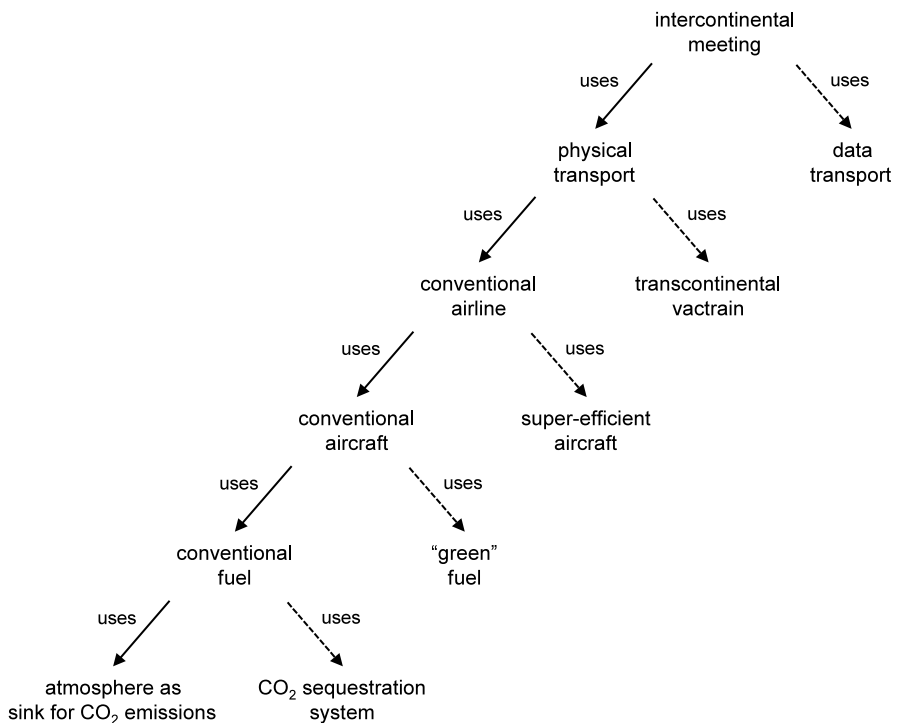 intercontinental
meeting
uses
uses
physical
transport
data
transport
uses
uses
conventional
airline
transcontinental
vactrain
uses
uses
conventional
aircraft
super-efficient
aircraft
uses
uses
conventional
fuel
“green”
fuel
uses
uses
atmosphere as
sink for CO₂ emissions
CO₂ sequestration
system